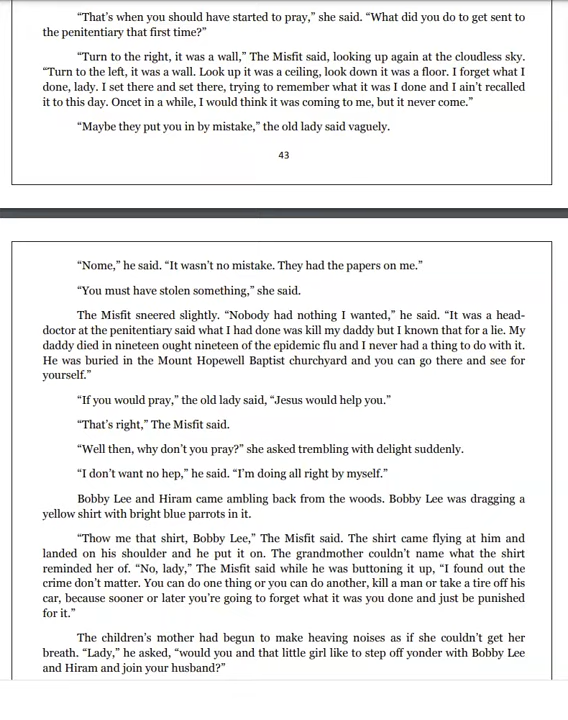 “That’s when you should have started to pray,” she said. “What did you do to get sent to
the penitentiary that first time?”
“Turn to the right, it was a wall,” The Misfit said, looking up again at the cloudless sky.
“Turn to the left, it was a wall. Look up it was a ceiling, look down it was a floor. I forget what I
done, lady. I set there and set there, trying to remember what it was I done and I ain’t recalled
it to this day. Oncet in a while, I would think it was coming to me, but it never come.”
“Maybe they put you in by mistake,” the old lady said vaguely.
43
“Nome,” he said. “It wasn’t no mistake. They had the papers on me.”
“You must have stolen something,” she said.
The Misfit sneered slightly. “Nobody had nothing I wanted,” he said. “It was a head-
doctor at the penitentiary said what I had done was kill my daddy but I known that for a lie. My
daddy died in nineteen ought nineteen of the epidemic flu and I never had a thing to do with it.
He was buried in the Mount Hopewell Baptist churchyard and you can go there and see for
yourself.”
“If you would pray,” the old lady said, “Jesus would help you.”
“That’s right,” The Misfit said.
“Well then, why don’t you pray?” she asked trembling with delight suddenly.
“I don’t want no hep,” he said. “I’m doing all right by myself.”
Bobby Lee and Hiram came ambling back from the woods. Bobby Lee was dragging a
yellow shirt with bright blue parrots in it.
“Thow me that shirt, Bobby Lee,” The Misfit said. The shirt came flying at him and
landed on his shoulder and he put it on. The grandmother couldn’t name what the shirt
reminded her of. “No, lady,” The Misfit said while he was buttoning it up, “I found out the
crime don’t matter. You can do one thing or you can do another, kill a man or take a tire off his
car, because sooner or later you’re going to forget what it was you done and just be punished
for it.”
The children’s mother had begun to make heaving noises as if she couldn’t get her
breath. “Lady,” he asked, “would you and that little girl like to step off yonder with Bobby Lee
and Hiram and join your husband?”